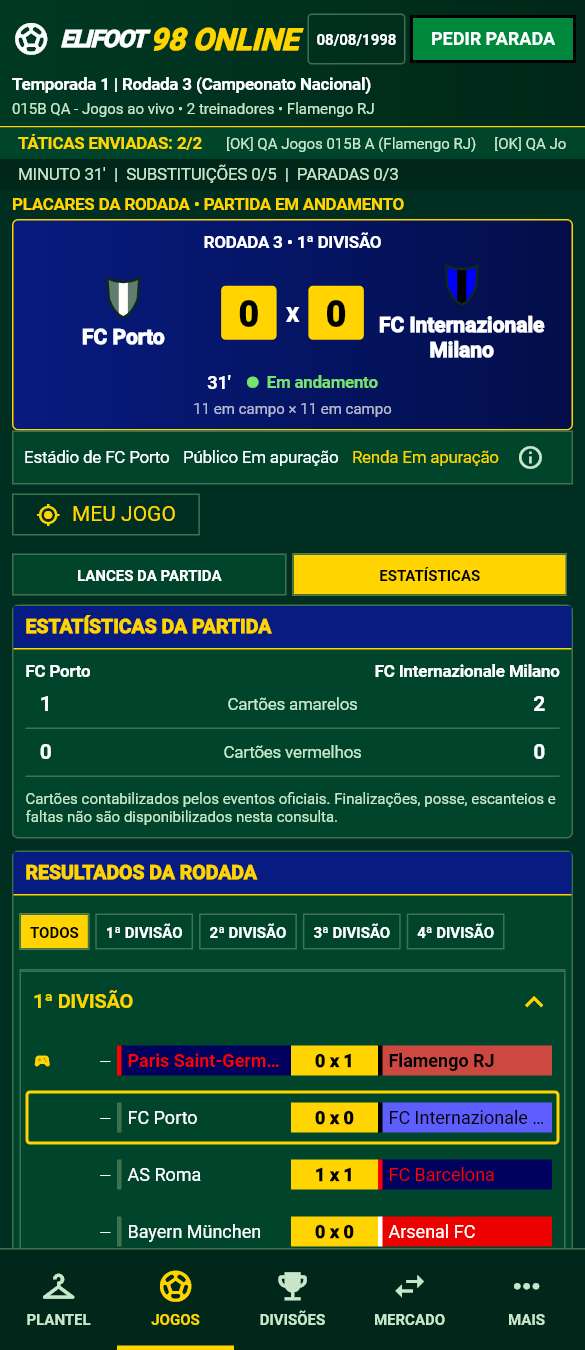 ELIFOOT 98 ONLINE
08/08/1998
PEDIR PARADA
Temporada 1 | Rodada 3 (Campeonato Nacional)
015B QA - Jogos ao vivo • 2 treinadores • Flamengo RJ
TÁTICAS ENVIADAS: 2/2 [OK] QA Jogos 015B A (Flamengo RJ) [OK] QA Jo
MINUTO 31' | SUBSTITUIÇÕES 0/5 | PARADAS 0/3
PLACARES DA RODADA • PARTIDA EM ANDAMENTO
RODADA 3 • 1ª DIVISÃO
FC Porto
0 x 0
FC Internazionale
Milano
31' Em andamento
11 em campo × 11 em campo
Estádio de FC Porto Público Em apuração Renda Em apuração
MEU JOGO
LANCES DA PARTIDA ESTATÍSTICAS
ESTATÍSTICAS DA PARTIDA
FC Porto FC Internazionale Milano
1 Cartões amarelos 2
0 Cartões vermelhos 0
Cartões contabilizados pelos eventos oficiais. Finalizações, posse, escanteios e
faltas não são disponibilizados nesta consulta.
RESULTADOS DA RODADA
TODOS 1ª DIVISÃO 2ª DIVISÃO 3ª DIVISÃO 4ª DIVISÃO
1ª DIVISÃO
— Paris Saint-Germ... 0 x 1 Flamengo RJ
— FC Porto 0 x 0 FC Internazionale ...
— AS Roma 1 x 1 FC Barcelona
— Bayern München 0 x 0 Arsenal FC
PLANTEL JOGOS DIVISÕES MERCADO MAIS